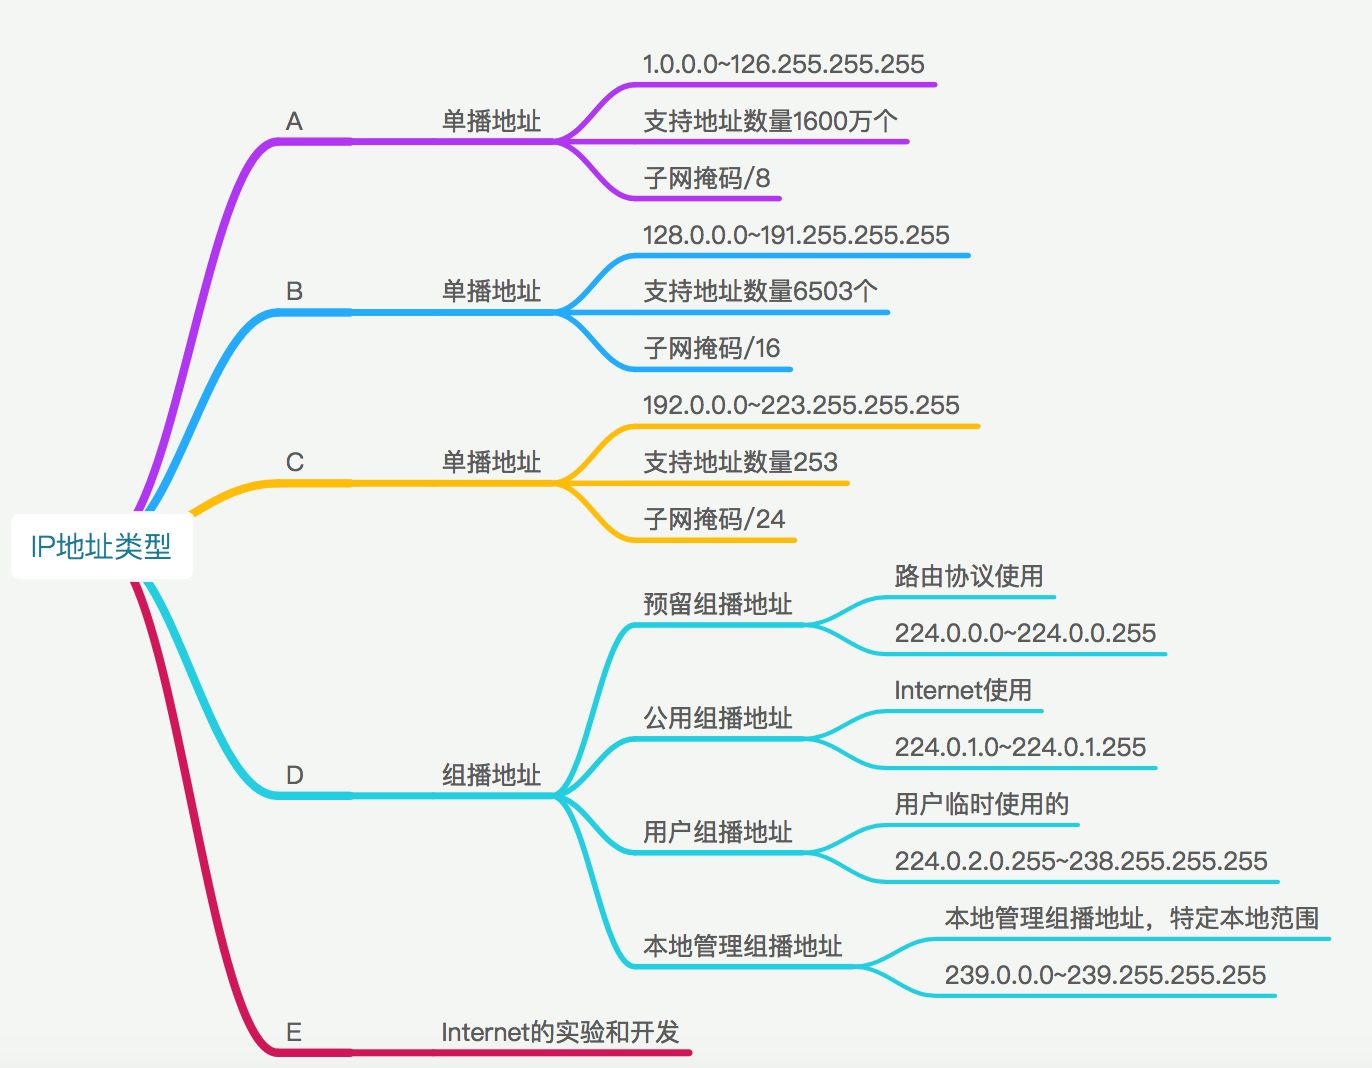 IP地址类型
A
单播地址
1.0.0.0~126.255.255.255
支持地址数量1600万个
子网掩码/8
B
单播地址
128.0.0.0~191.255.255.255
支持地址数量6503个
子网掩码/16
C
单播地址
192.0.0.0~223.255.255.255
支持地址数量253
子网掩码/24
D
组播地址
预留组播地址
路由协议使用
224.0.0.0~224.0.0.255
公用组播地址
Internet使用
224.0.1.0~224.0.1.255
用户组播地址
用户临时使用的
224.0.2.0.255~238.255.255.255
本地管理组播地址
本地管理组播地址，特定本地范围
239.0.0.0~239.255.255.255
E
Internet的实验和开发